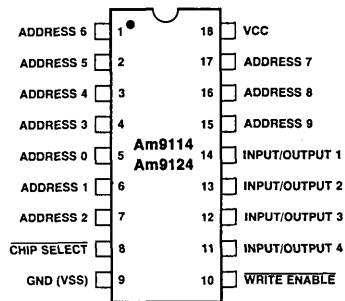 ADDRESS 6 1 18 VCC
ADDRESS 5 2 17 ADDRESS 7
ADDRESS 4 3 16 ADDRESS 8
ADDRESS 3 4 15 ADDRESS 9
Am9114
ADDRESS 0 5 14 INPUT/OUTPUT 1
Am9124
ADDRESS 1 6 13 INPUT/OUTPUT 2
ADDRESS 2 7 12 INPUT/OUTPUT 3
CHIP SELECT 8 11 INPUT/OUTPUT 4
GND (VSS) 9 10 WRITE ENABLE